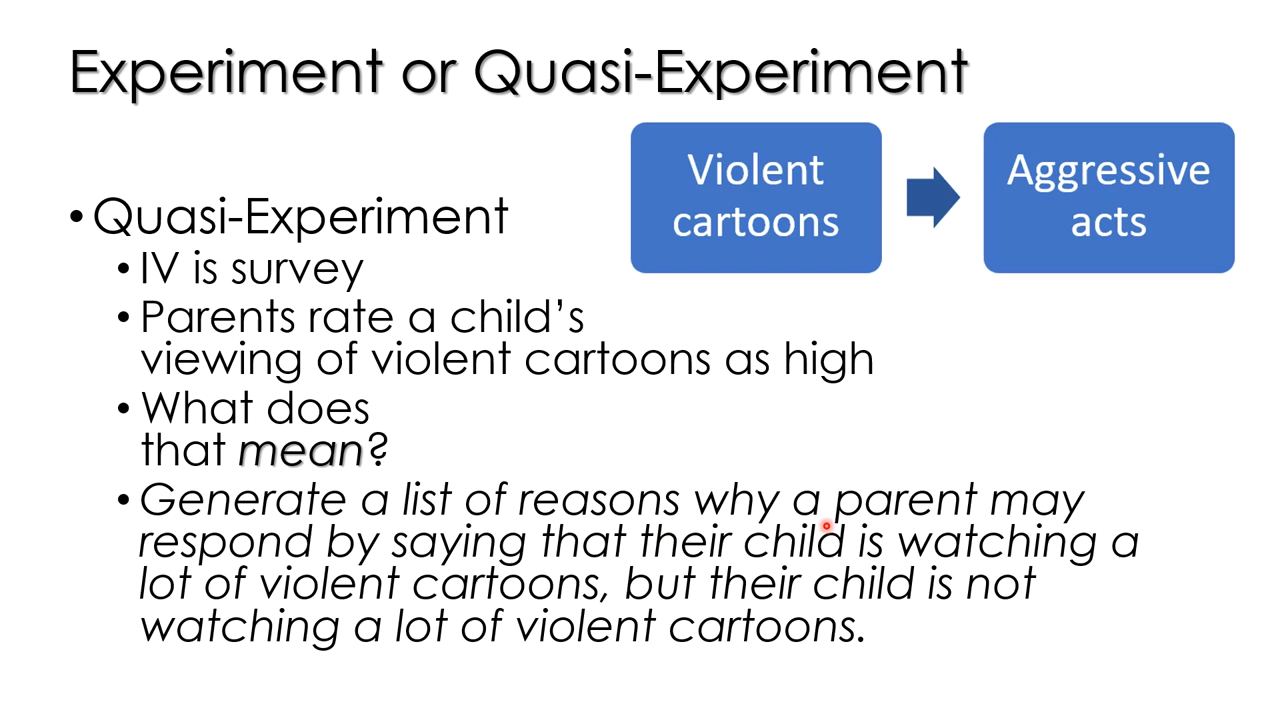 Experiment or Quasi-Experiment
Violent
cartoons
Aggressive
acts
• Quasi-Experiment
• IV is survey
• Parents rate a child’s
viewing of violent cartoons as high
• What does
that mean?
• Generate a list of reasons why a parent may
respond by saying that their child is watching a
lot of violent cartoons, but their child is not
watching a lot of violent cartoons.